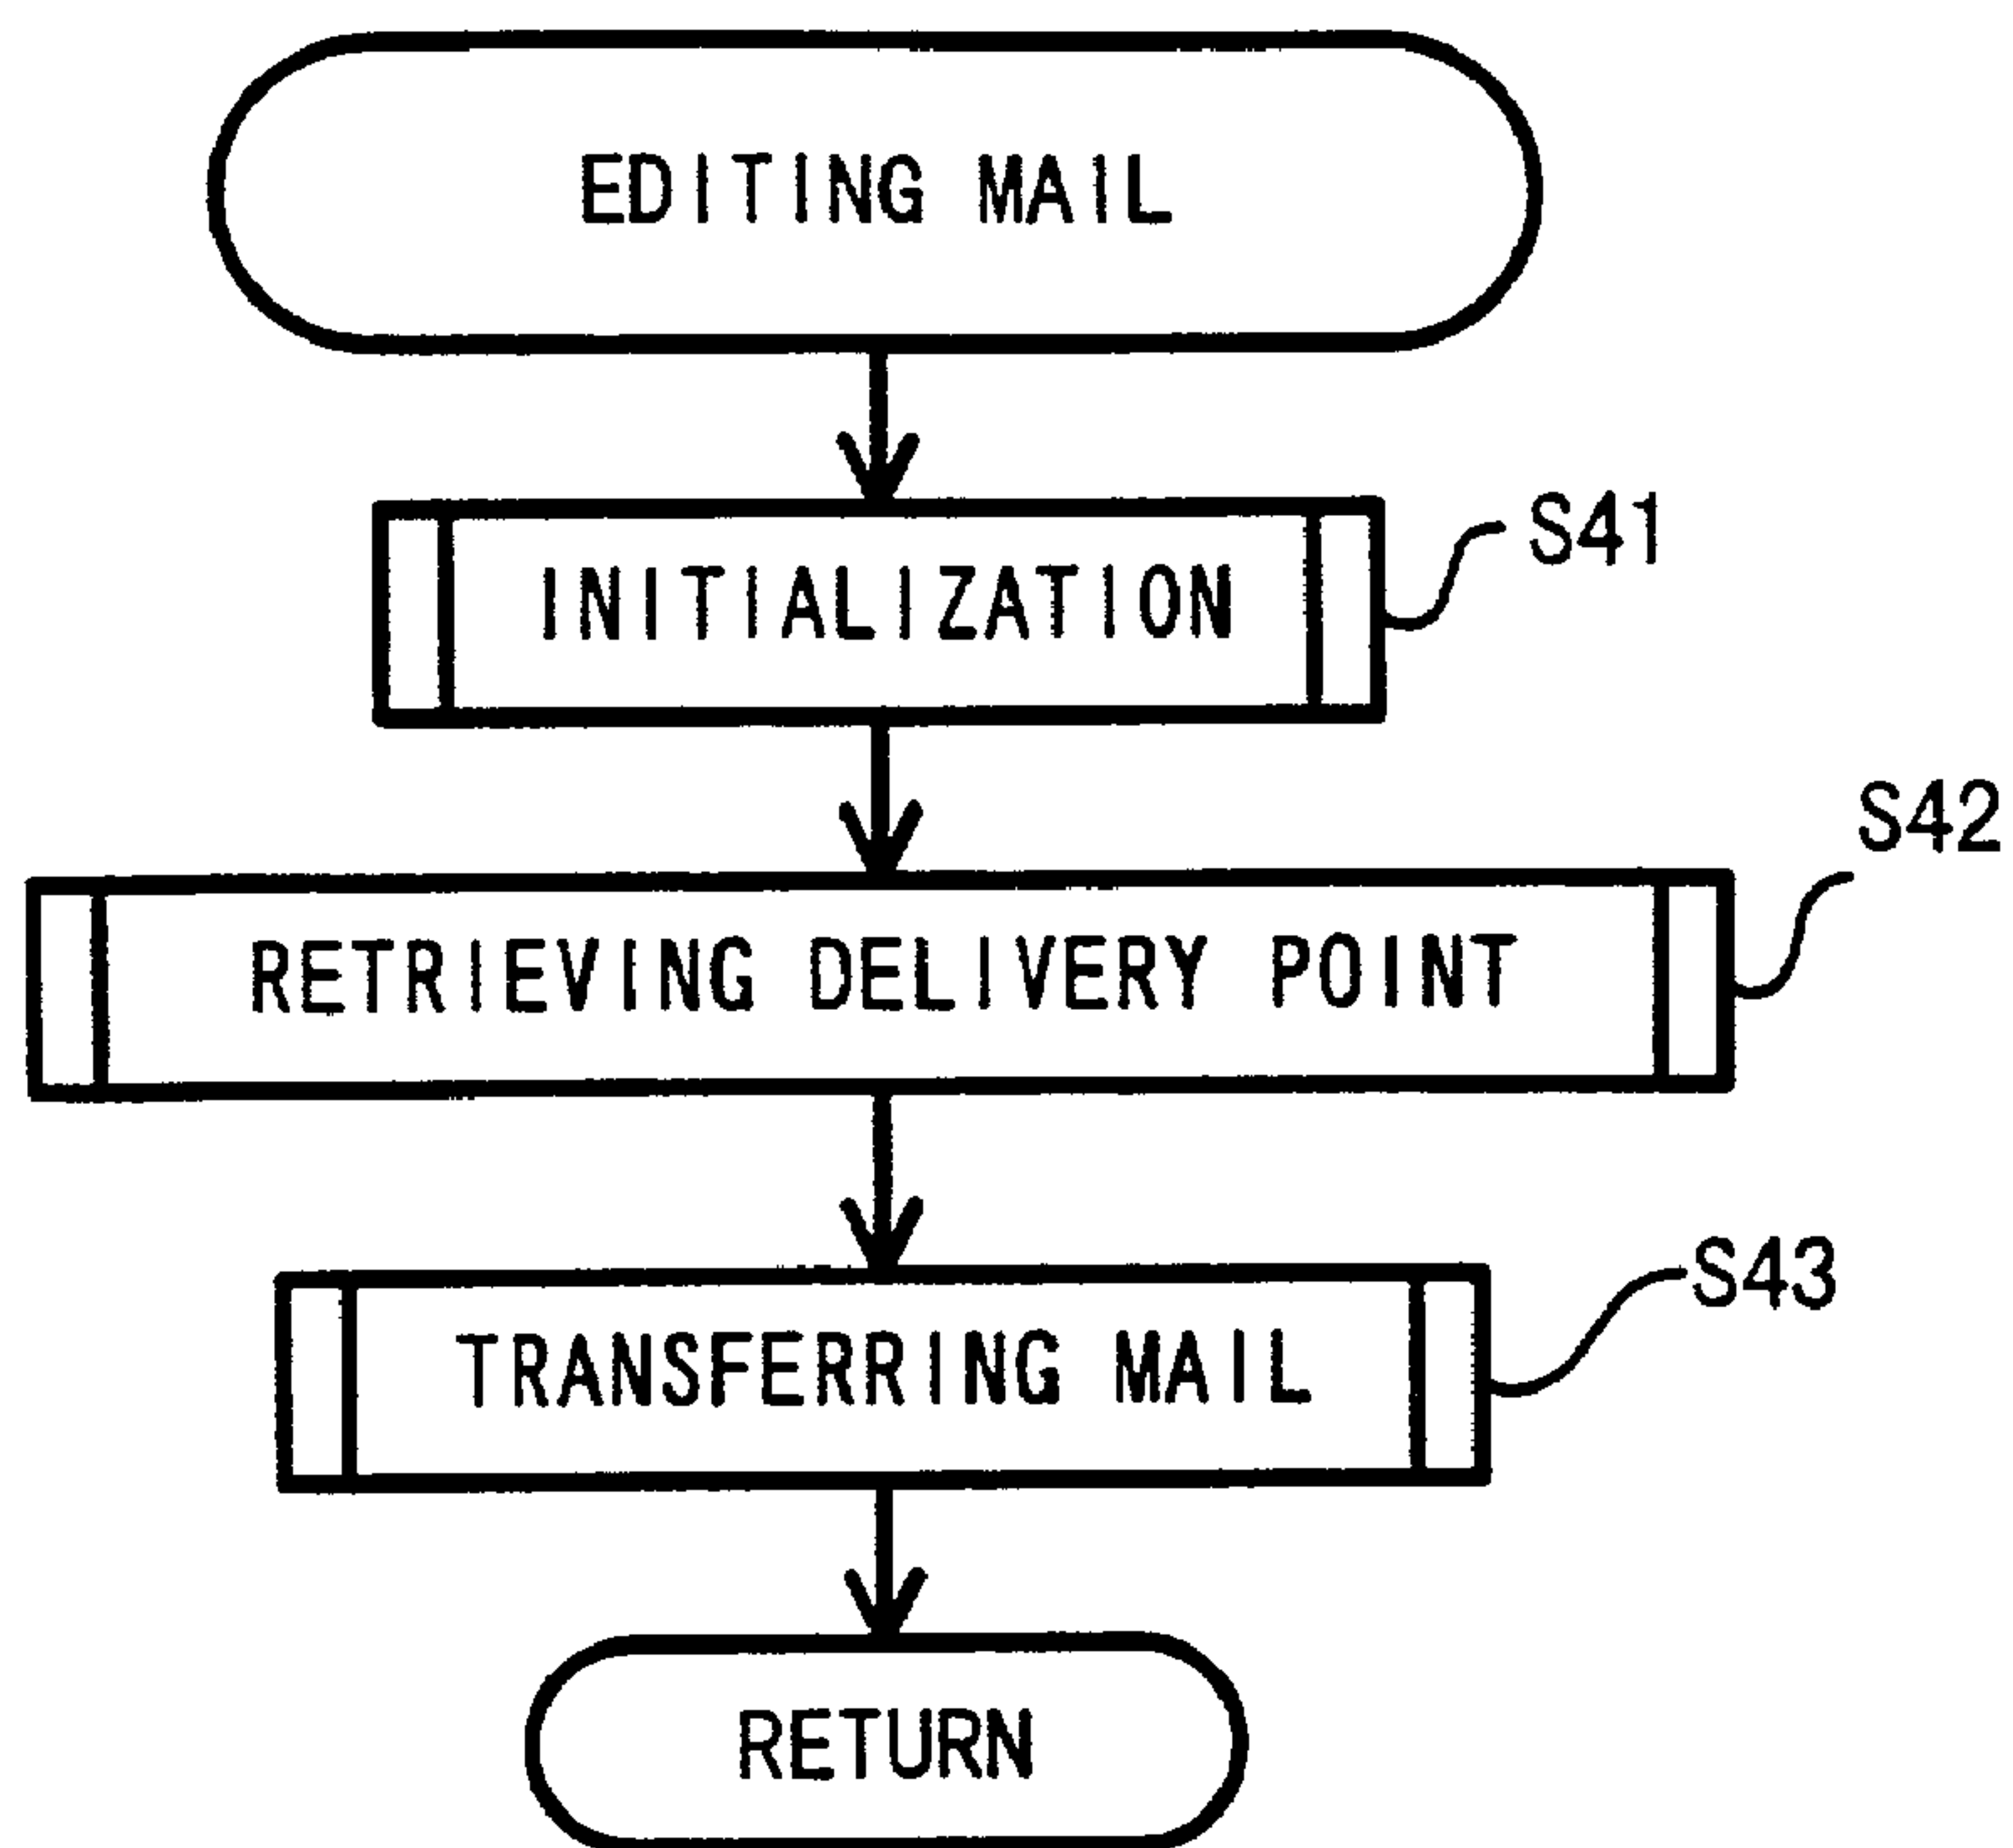 EDITING MAIL
INITIALIZATION
S41
RETRIEVING DELIVERY POINT
S42
TRANSFERRING MAIL
S43
RETURN